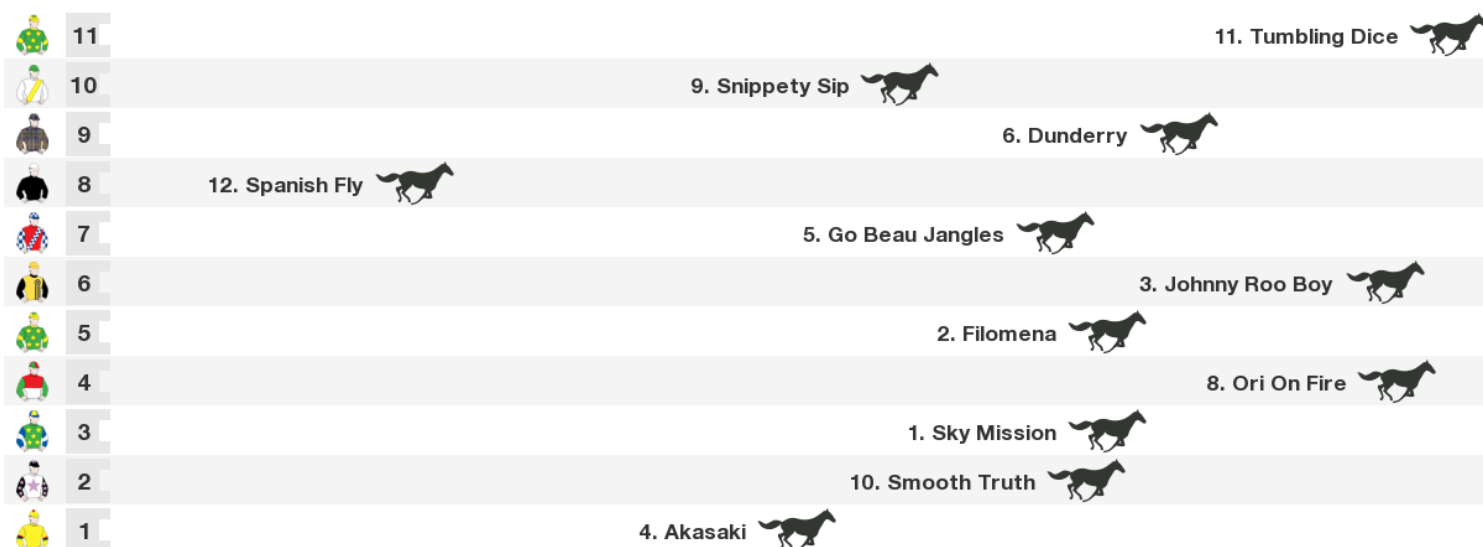 11 11. Tumbling Dice
10 9. Snippety Sip
9 6. Dunderry
8 12. Spanish Fly
7 5. Go Beau Jangles
6 3. Johnny Roo Boy
5 2. Filomena
4 8. Ori On Fire
3 1. Sky Mission
2 10. Smooth Truth
1 4. Akasaki